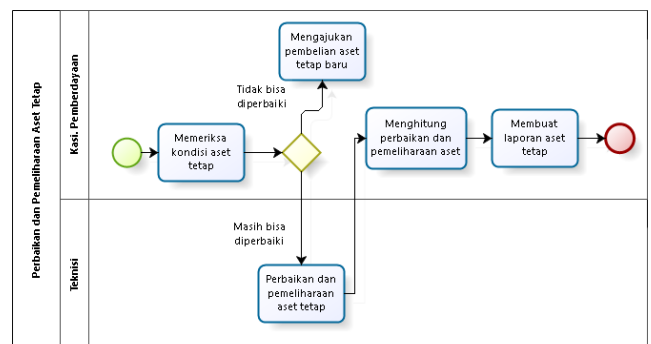 Perbaikan dan Pemeliharaan Aset Tetap
Kasi. Pemberdayaan
Mengajukan
pembelian aset
tetap baru
Tidak bisa
diperbaiki
Memeriksa
kondisi aset
tetap
Menghitung
perbaikan dan
pemeliharaan aset
Membuat
laporan aset
tetap
Teknisi
Masih bisa
diperbaiki
Perbaikan dan
pemeliharaan
aset tetap